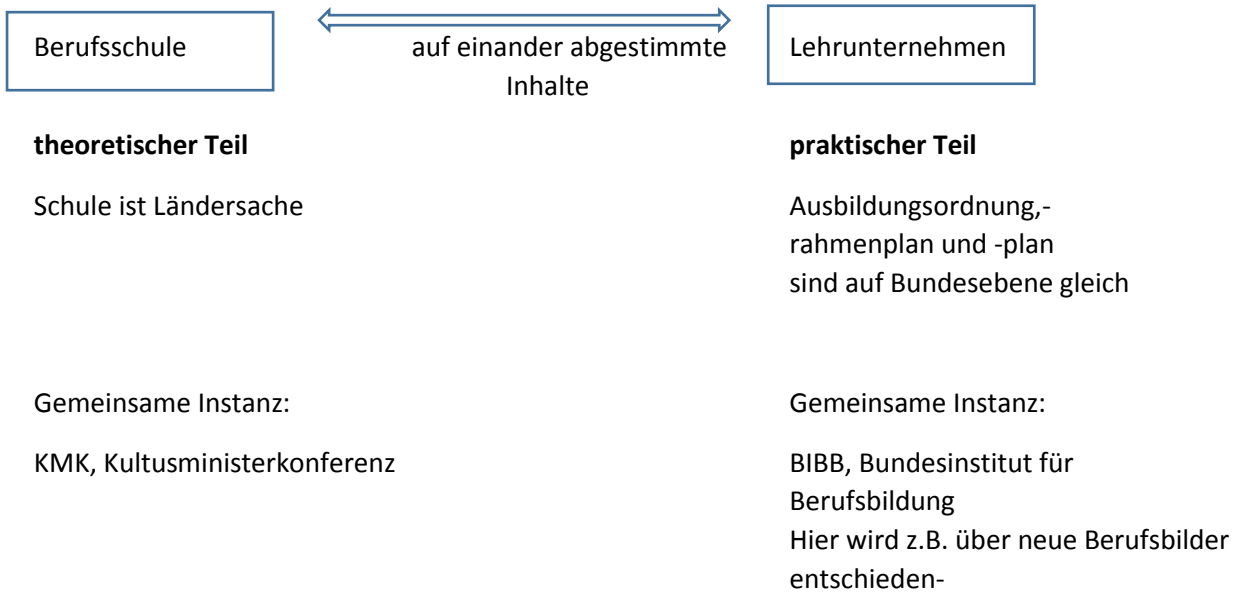 Berufsschule
auf einander abgestimmte
Inhalte
Lehrunternehmen
theoretischer Teil
Schule ist Ländersache
praktischer Teil
Ausbildungsordnung,-
rahmenplan und -plan
sind auf Bundesebene gleich
Gemeinsame Instanz:
KMK, Kultusministerkonferenz
Gemeinsame Instanz:
BIBB, Bundesinstitut für
Berufsbildung
Hier wird z.B. über neue Berufsbilder
entschieden-